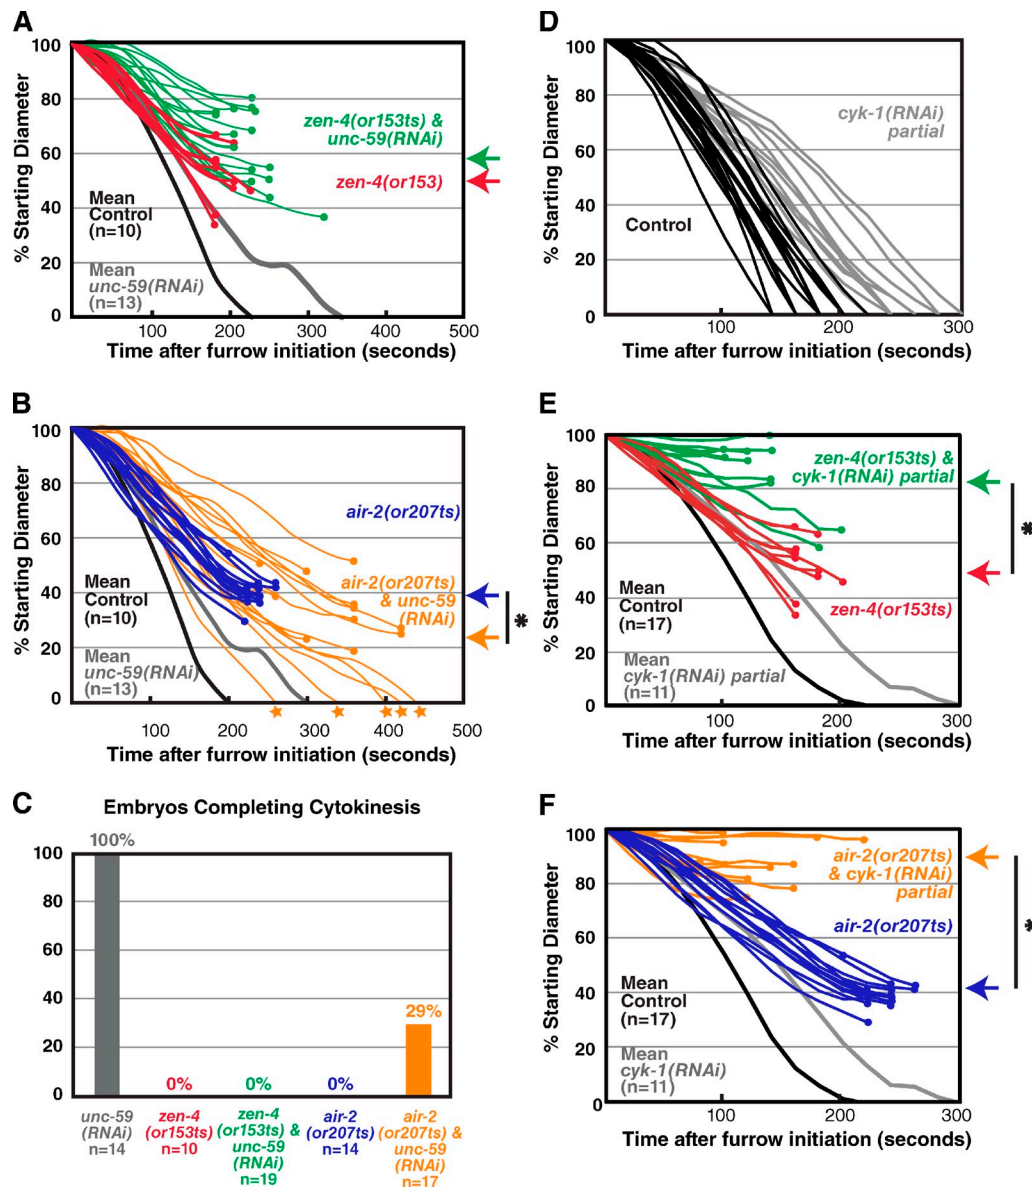 A
% Starting Diameter
100
80
60
40
20
0
zen-4(or153ts) &
unc-59(RNAi)
zen-4(or153)
Mean
Control
(n=10)
Mean
unc-59(RNAi)
(n=13)
100
200
300
400
500
Time after furrow initiation (seconds)
B
% Starting Diameter
100
80
60
40
20
0
air-2(or207ts)
air-2(or207ts)
& unc-59
(RNAi)
*
Mean
Control
(n=10)
Mean
unc-59(RNAi)
(n=13)
100
200
300
400
500
Time after furrow initiation (seconds)
C
Embryos Completing Cytokinesis
100
80
60
40
20
0
100%
0%
0%
0%
29%
unc-59
(RNAi)
n=14
zen-4
(or153ts)
n=10
zen-4
(or153ts) &
unc-59
(RNAi)
n=19
air-2
(or207ts)
n=14
air-2
(or207ts) &
unc-59
(RNAi)
n=17
D
% Starting Diameter
100
80
60
40
20
0
cyk-1(RNAi)
partial
Control
100
200
300
Time after furrow initiation (seconds)
E
% Starting Diameter
100
80
60
40
20
0
zen-4(or153ts) &
cyk-1(RNAi) partial
*
zen-4(or153ts)
Mean
Control
(n=17)
Mean
cyk-1(RNAi) partial
(n=11)
100
200
300
Time after furrow initiation (seconds)
F
% Starting Diameter
100
80
60
40
20
0
air-2(or207ts)
& cyk-1(RNAi)
partial
air-2(or207ts)
*
Mean
Control
(n=17)
Mean
cyk-1(RNAi)
(n=11)
100
200
300
Time after furrow initiation (seconds)